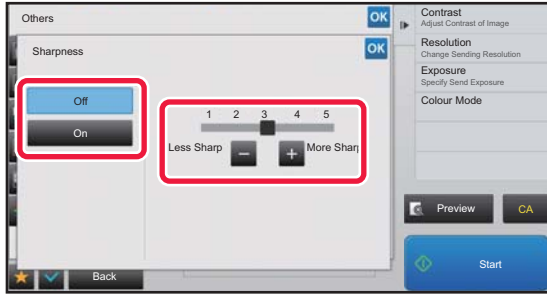 Others
OK
Sharpness
OK
Off
On
1 2 3 4 5
Less Sharp
More Sharp
Back
Contrast
Adjust Contrast of Image
Resolution
Change Sending Resolution
Exposure
Specify Send Exposure
Colour Mode
Preview
CA
Start